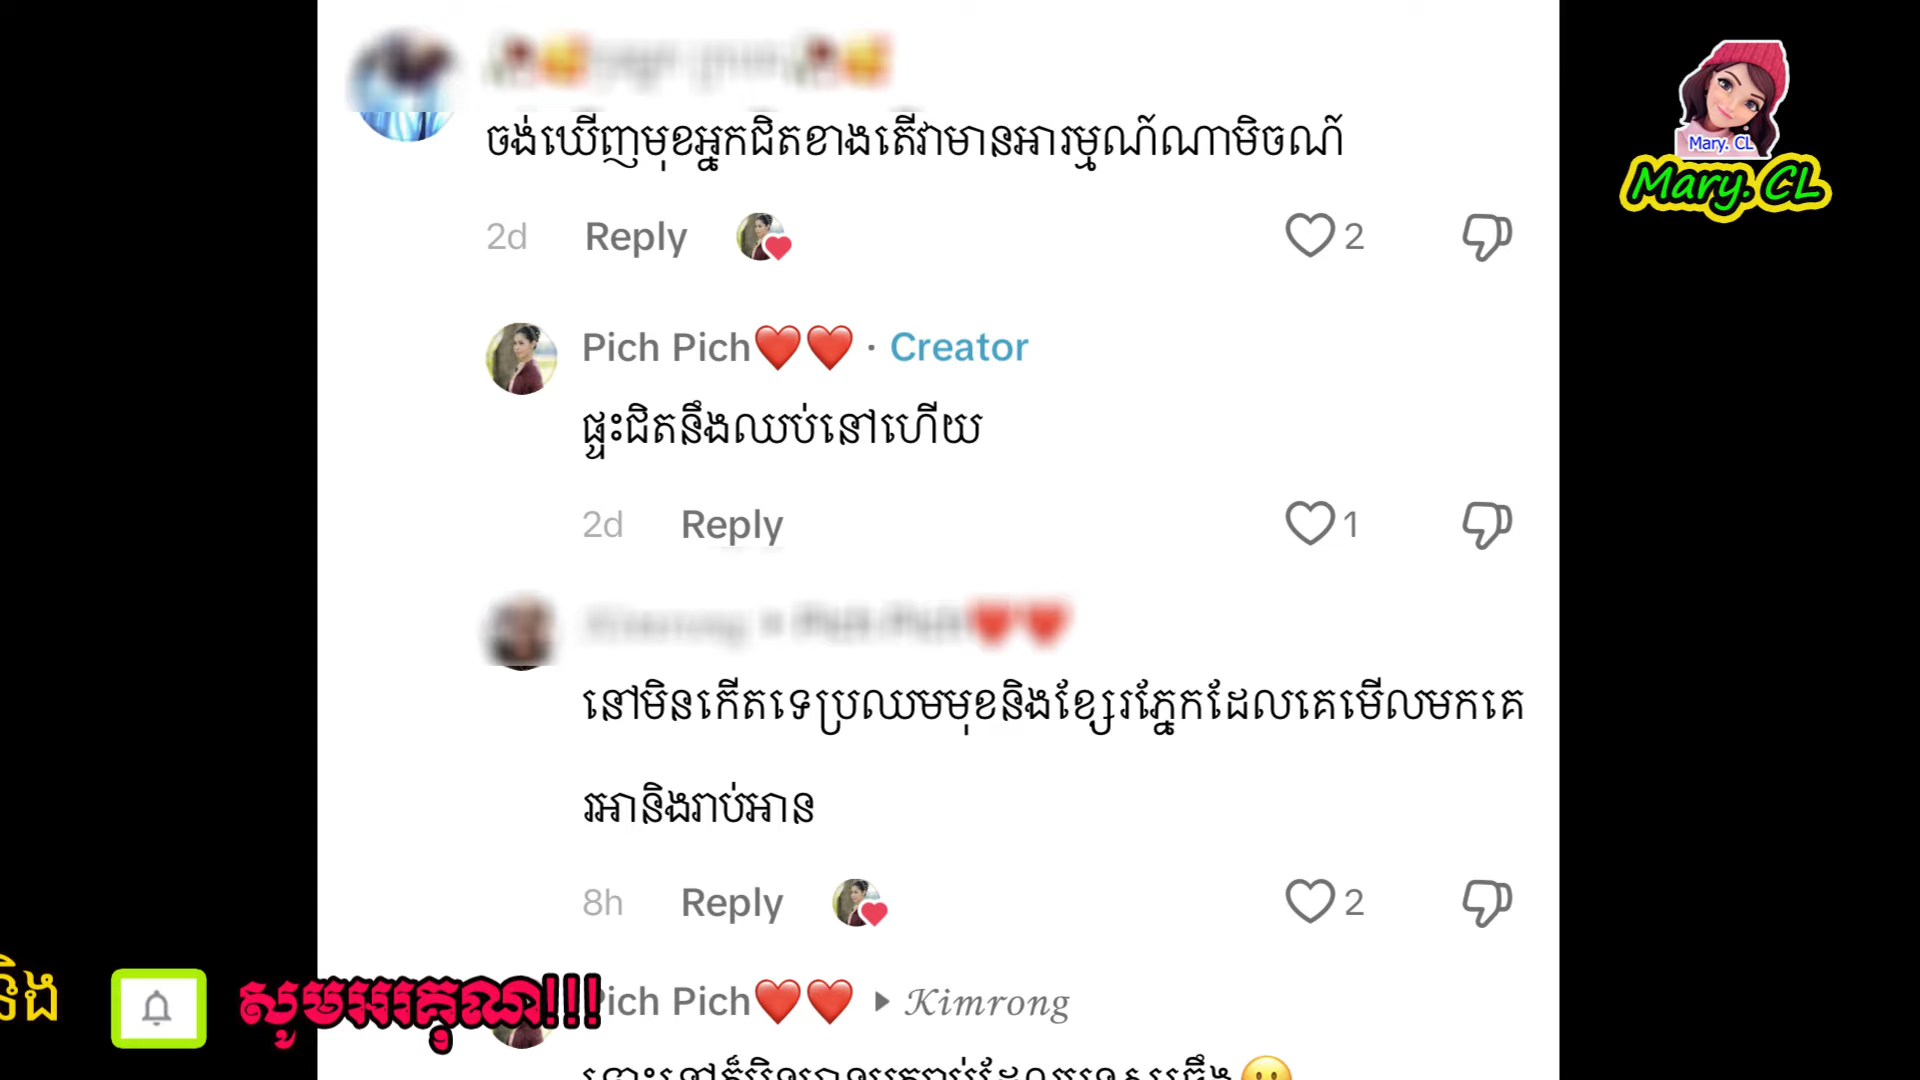 ចង់ឃើញមុខអ្នកជិតខាងតើវាមានអារម្មណ៍ណាមិចណ៍
Mary. CL
Mary. CL
2d Reply 2
Pich Pich❤️❤️ · Creator
ផ្ទះជិតនឹងឈប់នៅហើយ
2d Reply 1
នៅមិនកើតទេប្រឈមមុខនិងខ្សែរភ្នែកដែលគេមើលមកគេ
រអានិងរាប់អាន
8h Reply 2
និង
សូមអរគុណ!!!
Pich Pich❤️❤️ ▸ Kimrong